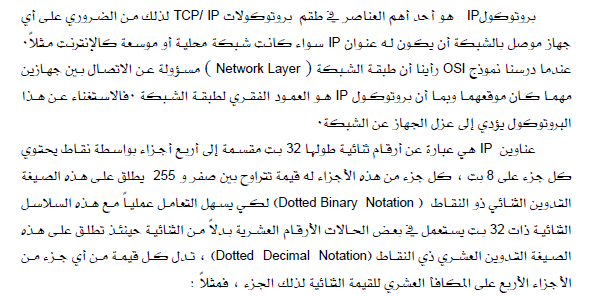 بروتوكولIP هو أحد أهم العناصر في طقم بروتوكولات TCP/ IP لذلك من الضروري على أي
جهاز موصل بالشبكة أن يكون له عنوان IP سواء كانت شبكة محلية أو موسعة كالإنترنت مثلاً.
عندما درسنا نموذج OSI رأينا أن طبقة الشبكة ( Network Layer ) مسؤولة عن الاتصال بين جهازين
مهما كان موقعهما وبما أن بروتوكول IP هو العمود الفقري لطبقة الشبكة .فالاستغناء عن هذا
البروتوكول يؤدي إلى عزل الجهاز عن الشبكة.
عناوين IP هي عبارة عن أرقام ثنائية طولها 32 بت مقسمة إلى أربع أجزاء بواسطة نقاط يحتوي
كل جزء على 8 بت ، كل جزء من هذه الأجزاء له قيمة تتراوح بين صفر و 255 يطلق على هذه الصيغة
التدوين الثنائي ذو النقاط ( Dotted Binary Notation) لكي يسهل التعامل عملياً مع هذه السلاسل
الثنائية ذات 32 بت يستعمل في بعض الحالات الأرقام العشرية بدلاً من الثنائية حينئذ تطلق على هذه
الصيغة التدوين العشري ذي النقاط (Dotted Decimal Notation) ، تدل كل قيمة من أي جزء من
الأجزاء الأربع على المكافأ العشري للقيمة الثنائية لذلك الجزء ، فمثلاً :